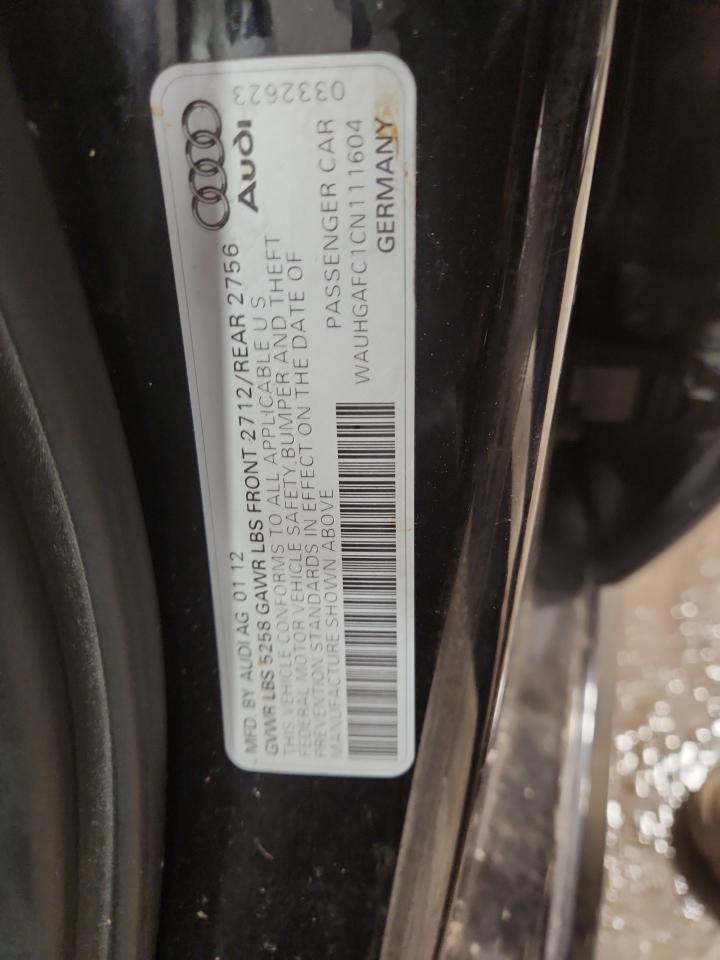 MFD BY AUDI AG 01 12
GVWR LBS 5258 GAWR LBS FRONT 2712/REAR 2756
THIS VEHICLE CONFORMS TO ALL APPLICABLE U S
FEDERAL MOTOR VEHICLE SAFETY, BUMPER AND THEFT
PREVENTION STANDARDS IN EFFECT ON THE DATE OF
MANUFACTURE SHOWN ABOVE
PASSENGER CAR
WAUHGAFC1CN111604
GERMANY
Audi
0332623